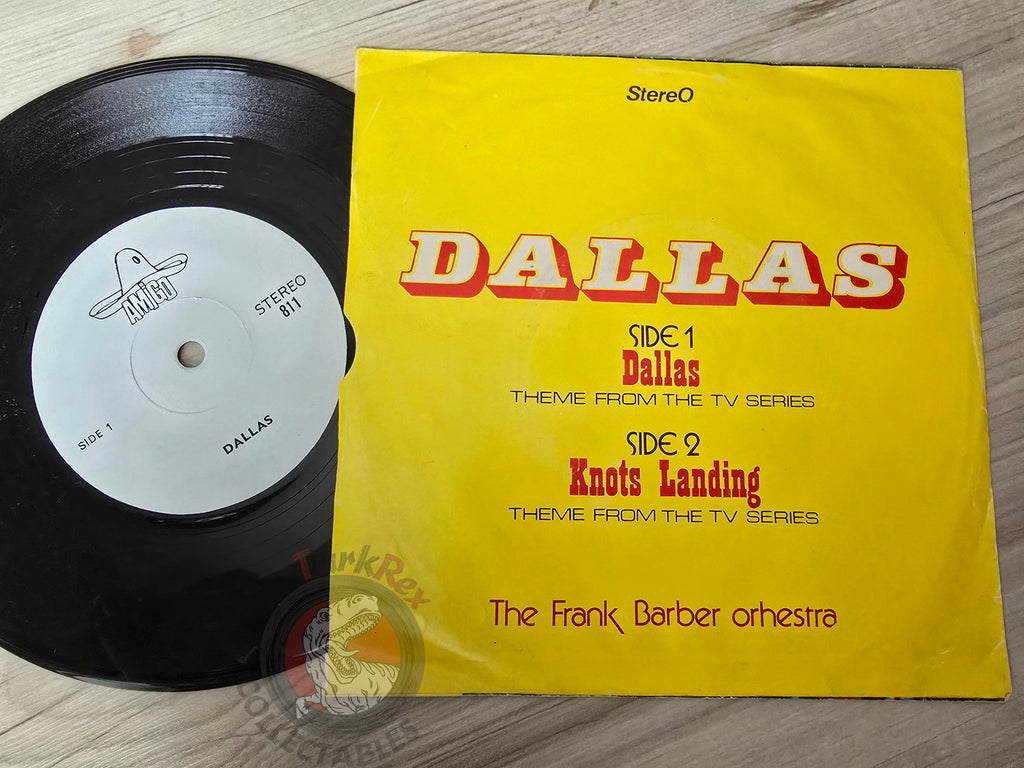 AMiGO
STEREO
811
SIDE 1
DALLAS
StereO
DALLAS
SIDE 1
Dallas
THEME FROM THE TV SERIES
SIDE 2
Knots Landing
THEME FROM THE TV SERIES
The Frank Barber orhestra
TurkRex
COLLECTABLES